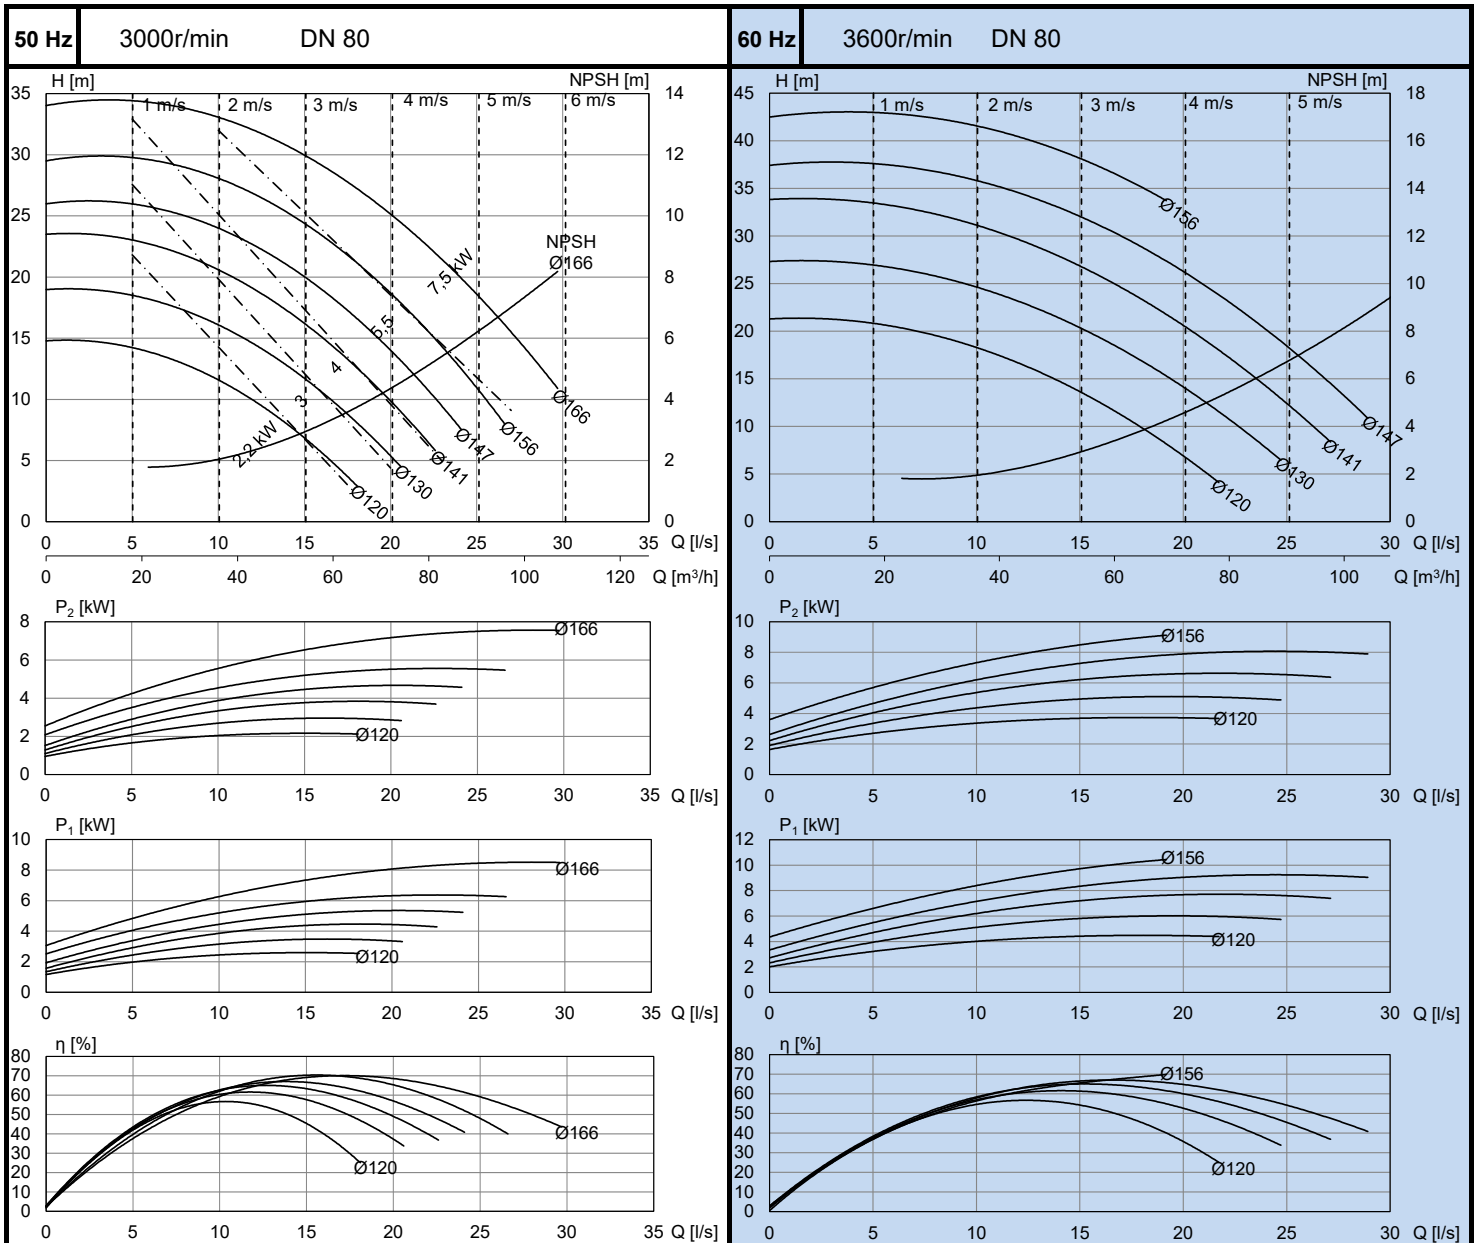 50 Hz 3000r/min DN 80
H [m] NPSH [m]
1 m/s 2 m/s 3 m/s 4 m/s 5 m/s 6 m/s
35 14
30 12
25 10
20 8
15 6
10 4
5 2
0 0
NPSH
Ø166
7,5 kW
5,5
4
3
2,2 kW
Ø166
Ø156
Ø147
Ø141
Ø130
Ø120
0 5 10 15 20 25 30 35 Q [l/s]
0 20 40 60 80 100 120 Q [m³/h]
P₂ [kW]
8
6
4
2
0
Ø166
Ø120
0 5 10 15 20 25 30 35 Q [l/s]
P₁ [kW]
10
8
6
4
2
0
Ø166
Ø120
0 5 10 15 20 25 30 35 Q [l/s]
η [%]
80
70
60
50
40
30
20
10
0
Ø166
Ø120
0 5 10 15 20 25 30 35 Q [l/s]
60 Hz 3600r/min DN 80
H [m] NPSH [m]
1 m/s 2 m/s 3 m/s 4 m/s 5 m/s
45 18
40 16
35 14
30 12
25 10
20 8
15 6
10 4
5 2
0 0
Ø156
Ø147
Ø141
Ø130
Ø120
0 5 10 15 20 25 30 Q [l/s]
0 20 40 60 80 100 Q [m³/h]
P₂ [kW]
10
8
6
4
2
0
Ø156
Ø120
0 5 10 15 20 25 30 Q [l/s]
P₁ [kW]
12
10
8
6
4
2
0
Ø156
Ø120
0 5 10 15 20 25 30 Q [l/s]
η [%]
80
70
60
50
40
30
20
10
0
Ø156
Ø120
0 5 10 15 20 25 30 Q [l/s]